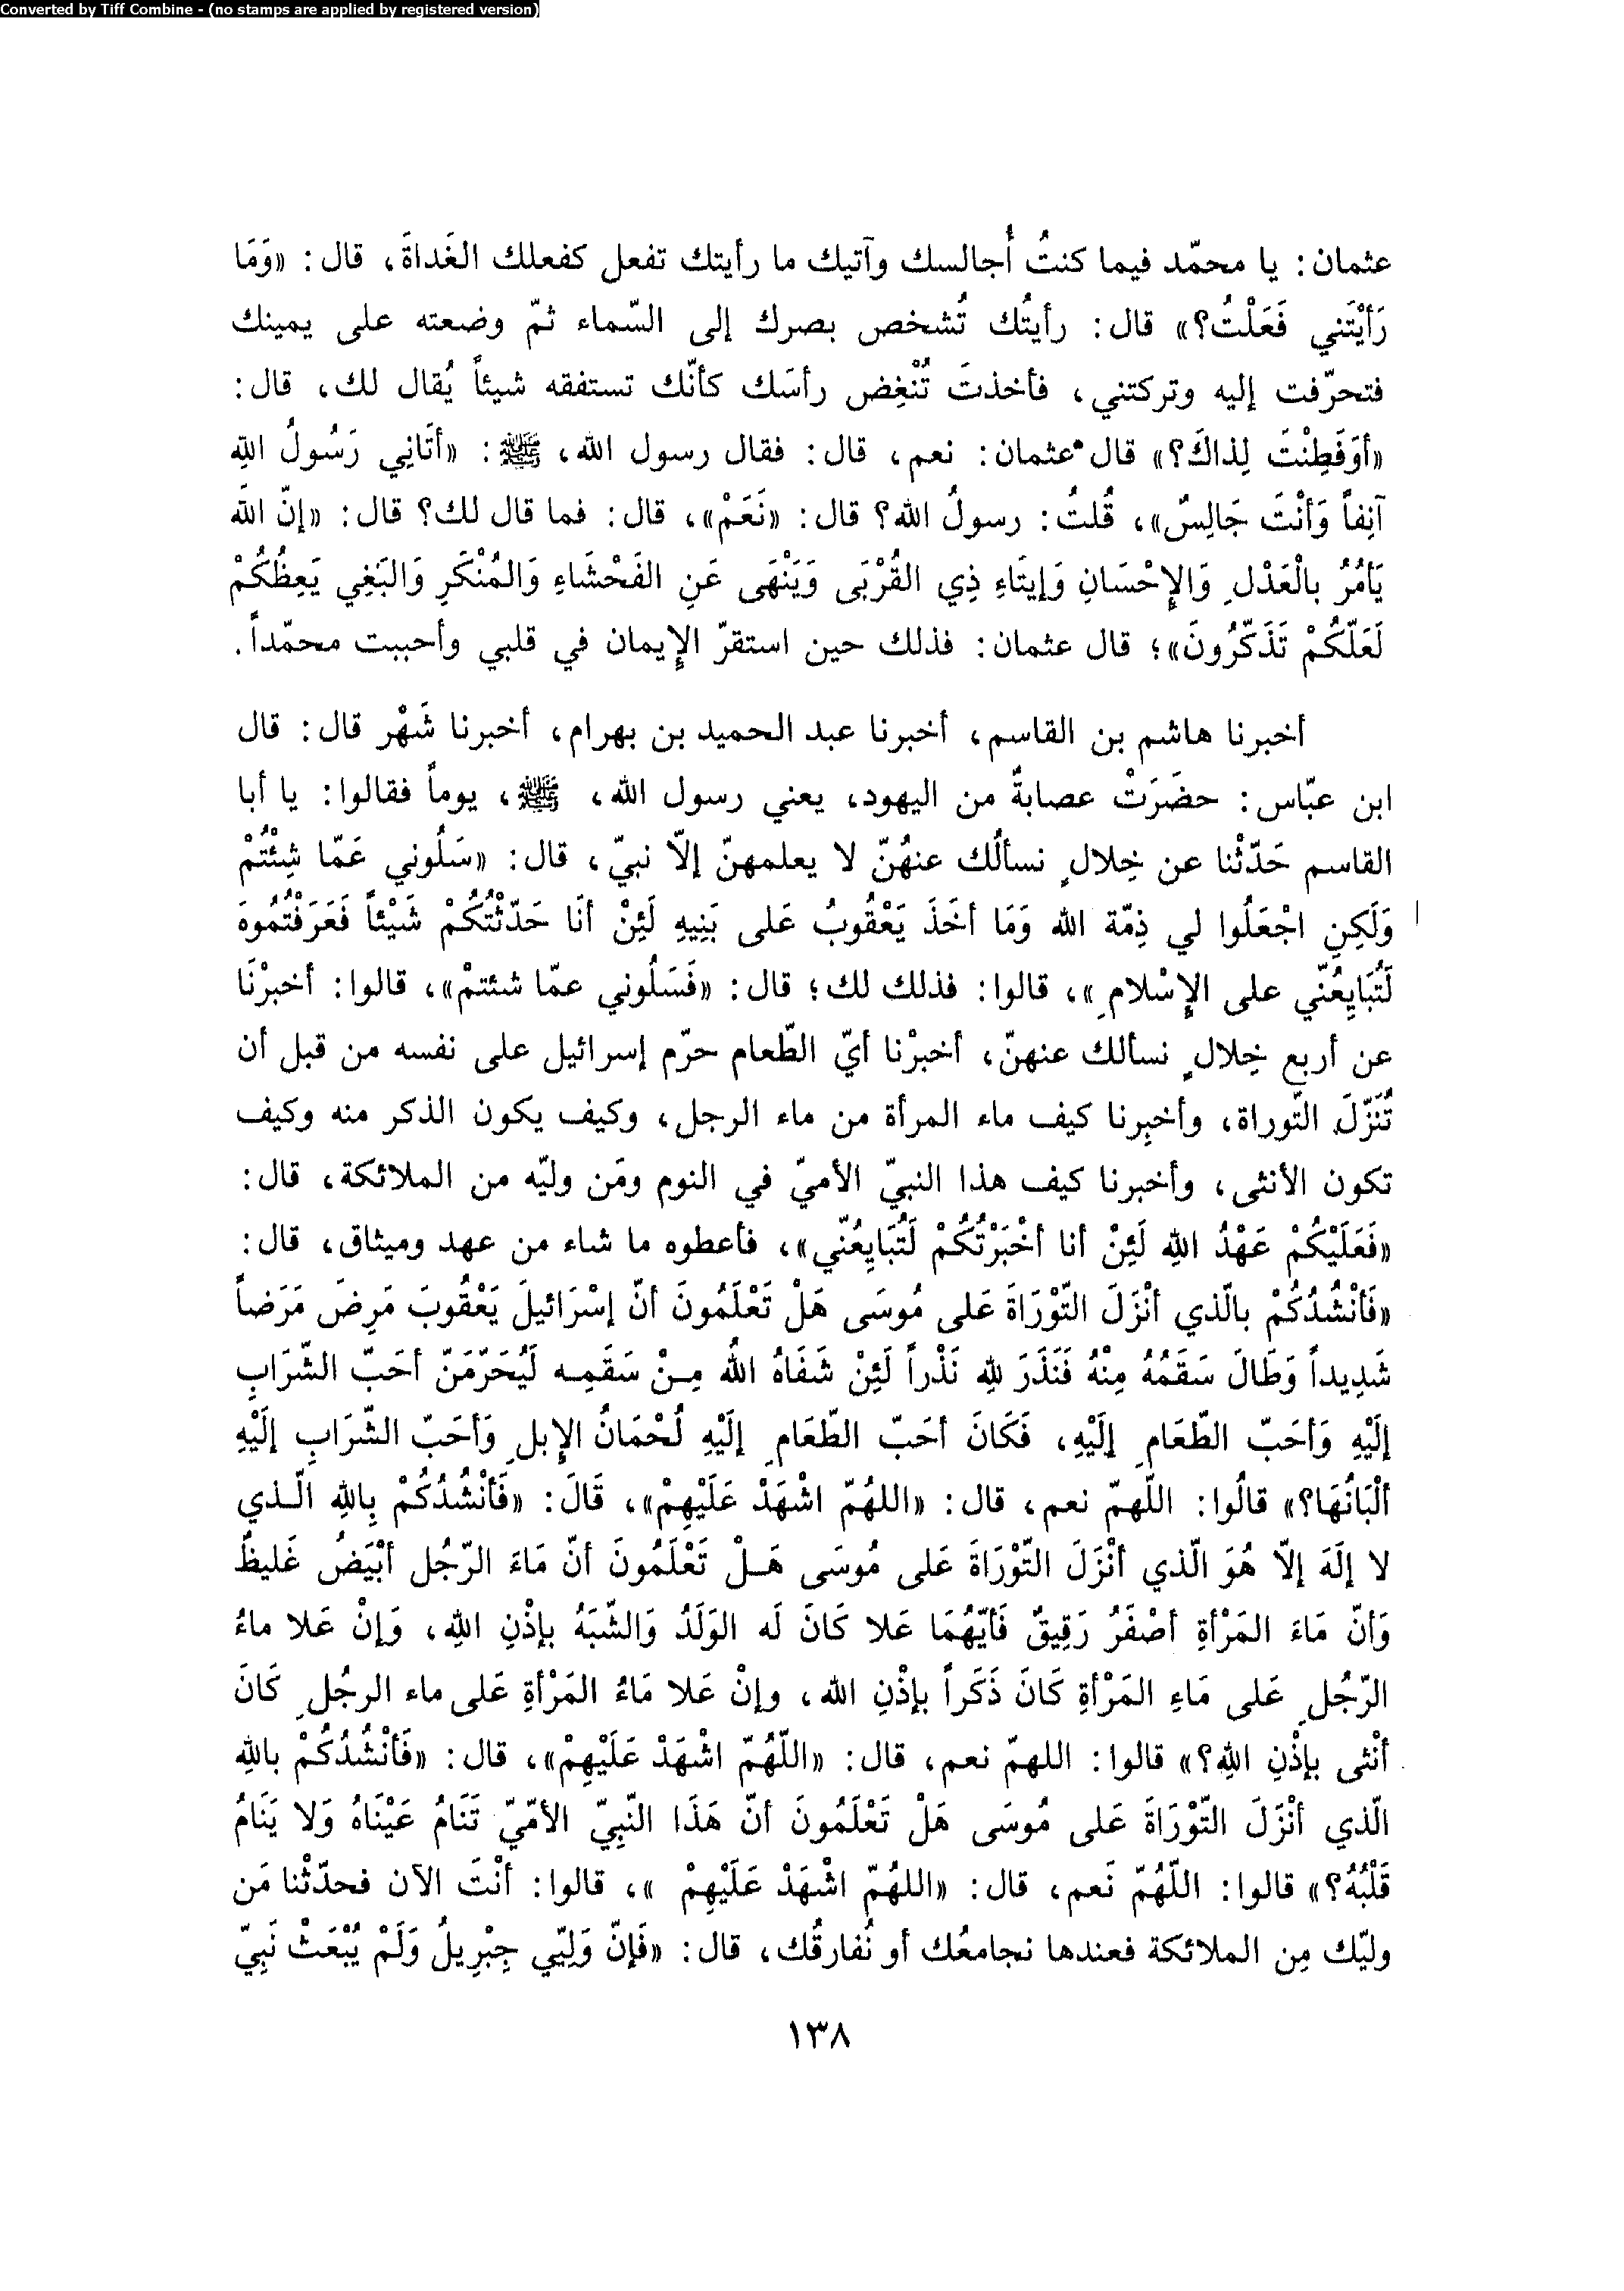 Converted by Tiff Combine - (no stamps are applied by registered version)
عثمان: يا محمّد فيما كنتُ أُجالسك وآتيك ما رأيتك تفعل كفعلك الغَداةَ، قال: «وَمَا
رَأيْتَني فَعَلْتُ؟» قال: رأيتُك تُشخص بصرك إلى السّماء ثمّ وضعته على يمينك
فتحرّفت إليه وتركتني، فأخذتَ تُنْغِض رأسَك كأنّك تستفقه شيئاً يُقال لك، قال:
«أوَفَطِنْتَ لِذاكَ؟» قال عثمان: نعم، قال: فقال رسول الله، ﷺ: «أتَانِي رَسُولُ اللهِ
آنِفاً وَأنْتَ جَالِسٌ»، قُلتُ: رسولُ الله؟ قال: «نَعَمْ»، قال: فما قال لك؟ قال: «إنّ اللهَ
يَأمُرُ بالْعَدْلِ وَالإحْسَانِ وَإيتَاءِ ذِي القُرْبَى وَيَنْهَى عَنِ الفَحْشَاءِ وَالمُنْكَرِ وَالبَغِي يَعِظُكُمْ
لَعَلّكُمْ تَذَكّرُونَ»؛ قال عثمان: فذلك حين استقرّ الإيمان في قلبي وأحببت محمّداً.
أخبرنا هاشم بن القاسم، أخبرنا عبد الحميد بن بهرام، أخبرنا شَهْر قال: قال
ابن عبّاس: حضَرَتْ عصابةٌ من اليهود، يعني رسول الله، ﷺ، يوماً فقالوا: يا أبا
القاسم حَدّثْنا عن خِلالٍ نسألُك عنهُنّ لا يعلمهنّ إلاّ نبيّ، قال: «سَلُوني عَمّا شِئْتُمْ
وَلَكِنِ اجْعَلُوا لي ذِمّة الله وَمَا أخَذَ يَعْقُوبُ عَلى بَنِيهِ لَئِنْ أنَا حَدّثْتُكُمْ شَيْئاً فَعَرَفْتُمُوهَ
لَتُبَايِعُنّي على الإسْلامِ»، قالوا: فذلك لك؛ قال: «فَسَلُوني عمّا شئتمْ»، قالوا: أخبرْنَا
عن أربع خِلالٍ نسألك عنهنّ، أخبرْنا أيّ الطّعام حرّم إسرائيل على نفسه من قبل أن
تُنَزّلَ التّوراة، وأخبِرنا كيف ماء المرأة من ماء الرجل، وكيف يكون الذكر منه وكيف
تكون الأنثى، وأخبرنا كيف هذا النبيّ الأميّ في النوم ومَن وليّه من الملائكة، قال:
«فَعَلَيْكُمْ عَهْدُ اللهِ لَئِنْ أنا أخْبَرْتُكُمْ لَتُبَايِعُنّي»، فأعطوه ما شاء من عهد وميثاق، قال:
«فَأنْشُدُكُمْ بالّذي أنْزَلَ التّوْرَاةَ عَلى مُوسَى هَلْ تَعْلَمُونَ أنّ إسْرَائيلَ يَعْقُوبَ مَرِضَ مَرَضاً
شَدِيداً وَطَالَ سَقَمُهُ مِنْهُ فَنَذَرَ للهِ نَذْراً لَئِنْ شَفَاهُ اللهُ مِنْ سَقَمِه لَيُحَرّمَنّ أحَبّ الشّرَابِ
إلَيْهِ وَأحَبّ الطّعَامِ إلَيْهِ، فَكَانَ أحَبّ الطّعَامِ إلَيْهِ لُحْمَانُ الإبلِ وَأحَبّ الشّرَابِ إلَيْهِ
ألْبَانُهَا؟» قالُوا: اللّهمّ نعم، قال: «اللهُمّ اشْهَدْ عَلَيْهِمْ»، قَالَ: «فَأنْشُدُكُمْ بِاللهِ الّذي
لا إلَهَ إلاّ هُوَ الّذي أنْزَلَ التّوْرَاةَ عَلى مُوسَى هَلْ تَعْلَمُونَ أنّ مَاءَ الرّجُل أبْيَضُ غَليظٌ
وَأنّ مَاءَ المَرْأةِ أصْفَرُ رَقِيقٌ فَأيّهُمَا عَلا كَانَ لَه الوَلَدُ وَالشّبَهُ بإذْنِ اللهِ، وَإنْ عَلا ماءُ
الرّجُلِ عَلى مَاءِ المَرْأةِ كَانَ ذَكَراً بإذْنِ الله، وإنْ عَلا مَاءُ المَرْأةِ عَلى ماء الرجُلِ كَانَ
أنْثى بإذْنِ اللهِ؟» قالوا: اللهمّ نعم، قال: «اللّهُمّ اشْهَدْ عَلَيْهِمْ»، قال: «فَأنْشُدُكُمْ باللهِ
الّذي أنْزَلَ التّوْرَاةَ عَلى مُوسَى هَلْ تَعْلَمُونَ أنّ هَذَا النّبِيّ الأمّيّ تَنَامُ عَيْنَاهُ وَلا يَنَامُ
قَلْبُهُ؟» قالوا: اللّهُمّ نَعم، قال: «اللهُمّ اشْهَدْ عَلَيْهِمْ »، قالوا: أنْتَ الآن فحدّثْنا مَن
وليّك مِن الملائكة فعندها نجامعُك أو نُفارقُك، قال: «فَإنّ وَلِيّي جِبْرِيلُ وَلَمْ يُبْعَثْ نَبِيّ
١٣٨